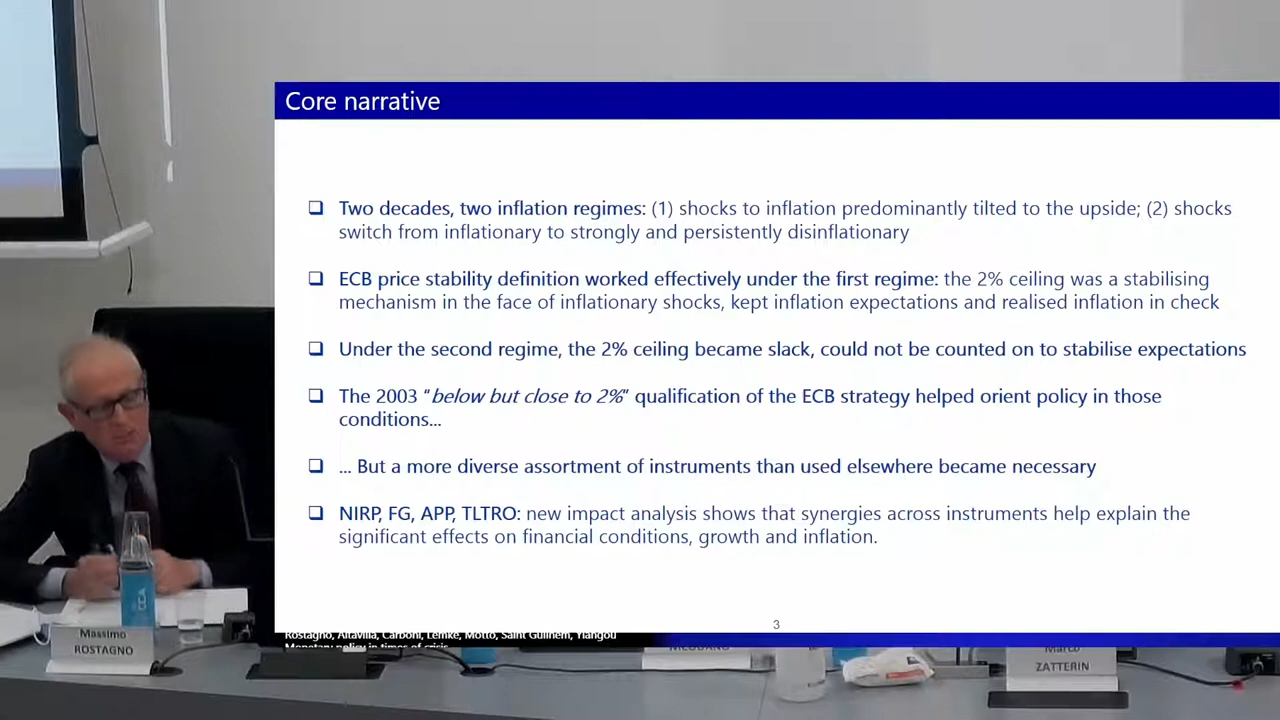 Core narrative
Two decades, two inflation regimes: (1) shocks to inflation predominantly tilted to the upside; (2) shocks
switch from inflationary to strongly and persistently disinflationary
ECB price stability definition worked effectively under the first regime: the 2% ceiling was a stabilising
mechanism in the face of inflationary shocks, kept inflation expectations and realised inflation in check
Under the second regime, the 2% ceiling became slack, could not be counted on to stabilise expectations
The 2003 “below but close to 2%” qualification of the ECB strategy helped orient policy in those
conditions...
... But a more diverse assortment of instruments than used elsewhere became necessary
NIRP, FG, APP, TLTRO: new impact analysis shows that synergies across instruments help explain the
significant effects on financial conditions, growth and inflation.
3
Rostagno, Altavilla, Carboni, Lemke, Motto, Saint Guilhem, Yiangou
Monetary policy in times of crisis
Massimo
ROSTAGNO
Marco
ZATTERIN